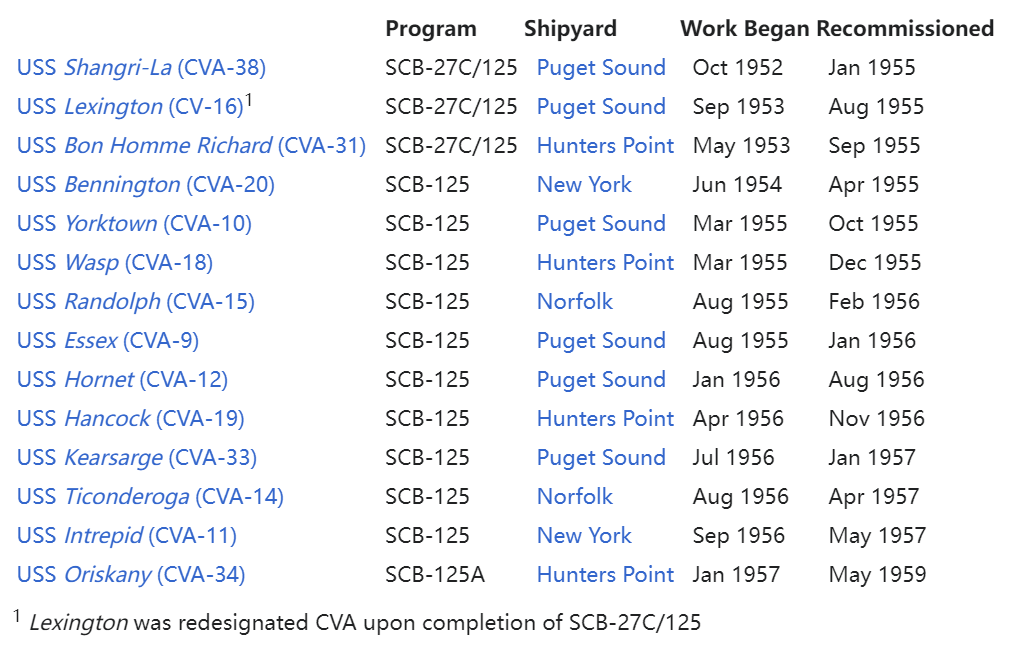 Program Shipyard Work Began Recommissioned
USS Shangri-La (CVA-38) SCB-27C/125 Puget Sound Oct 1952 Jan 1955
USS Lexington (CV-16)1 SCB-27C/125 Puget Sound Sep 1953 Aug 1955
USS Bon Homme Richard (CVA-31) SCB-27C/125 Hunters Point May 1953 Sep 1955
USS Bennington (CVA-20) SCB-125 New York Jun 1954 Apr 1955
USS Yorktown (CVA-10) SCB-125 Puget Sound Mar 1955 Oct 1955
USS Wasp (CVA-18) SCB-125 Hunters Point Mar 1955 Dec 1955
USS Randolph (CVA-15) SCB-125 Norfolk Aug 1955 Feb 1956
USS Essex (CVA-9) SCB-125 Puget Sound Aug 1955 Jan 1956
USS Hornet (CVA-12) SCB-125 Puget Sound Jan 1956 Aug 1956
USS Hancock (CVA-19) SCB-125 Hunters Point Apr 1956 Nov 1956
USS Kearsarge (CVA-33) SCB-125 Puget Sound Jul 1956 Jan 1957
USS Ticonderoga (CVA-14) SCB-125 Norfolk Aug 1956 Apr 1957
USS Intrepid (CVA-11) SCB-125 New York Sep 1956 May 1957
USS Oriskany (CVA-34) SCB-125A Hunters Point Jan 1957 May 1959
1 Lexington was redesignated CVA upon completion of SCB-27C/125